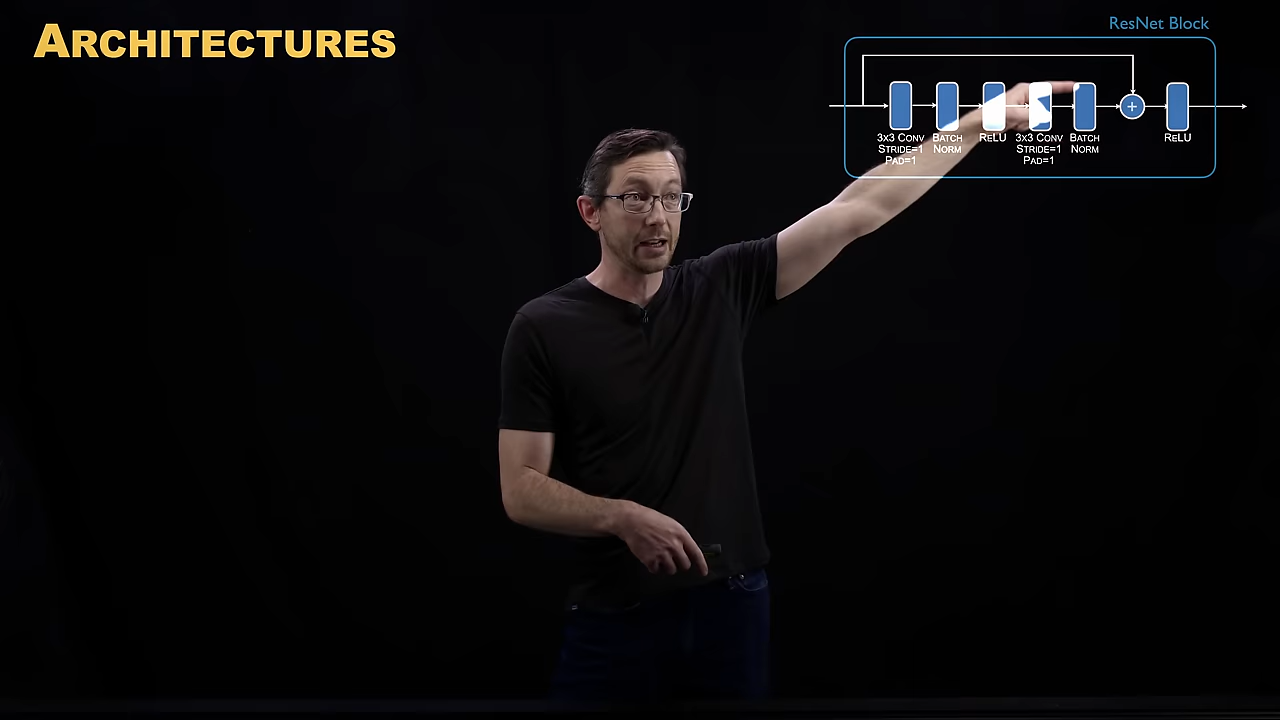 ARCHITECTURES
ResNet Block
3x3 CONV
STRIDE=1
PAD=1
BATCH
NORM
RELU
3x3 CONV
STRIDE=1
PAD=1
BATCH
NORM
+
RELU